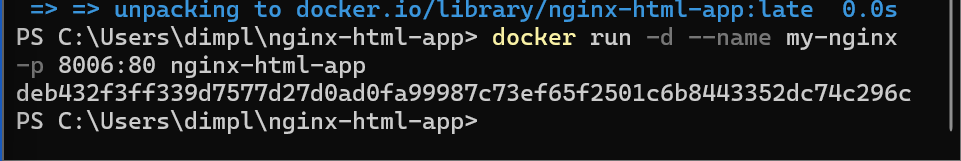 => => unpacking to docker.io/library/nginx-html-app:late  0.0s
PS C:\Users\dimpl\nginx-html-app> docker run -d --name my-nginx
-p 8006:80 nginx-html-app
deb432f3ff339d7577d27d0ad0fa99987c73ef65f2501c6b8443352dc74c296c
PS C:\Users\dimpl\nginx-html-app>